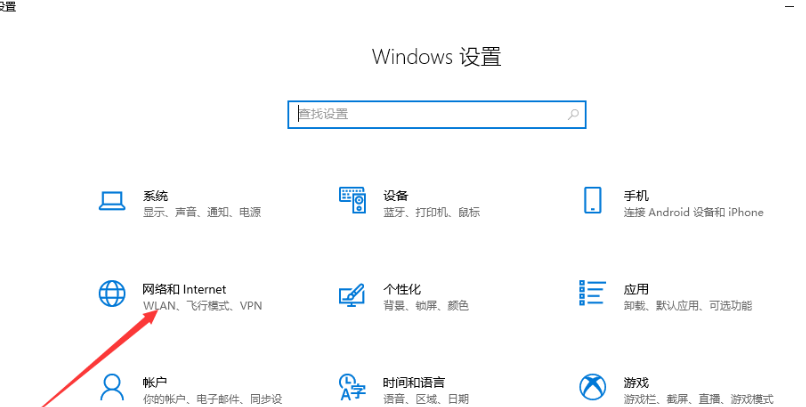 设置
Windows 设置
查找设置
系统
显示、声音、通知、电源
设备
蓝牙、打印机、鼠标
手机
连接 Android 设备和 iPhone
网络和 Internet
WLAN、飞行模式、VPN
个性化
背景、锁屏、颜色
应用
卸载、默认应用、可选功能
帐户
你的帐户、电子邮件、同步设
时间和语言
语音、区域、日期
游戏
游戏栏、截屏、直播、游戏模式